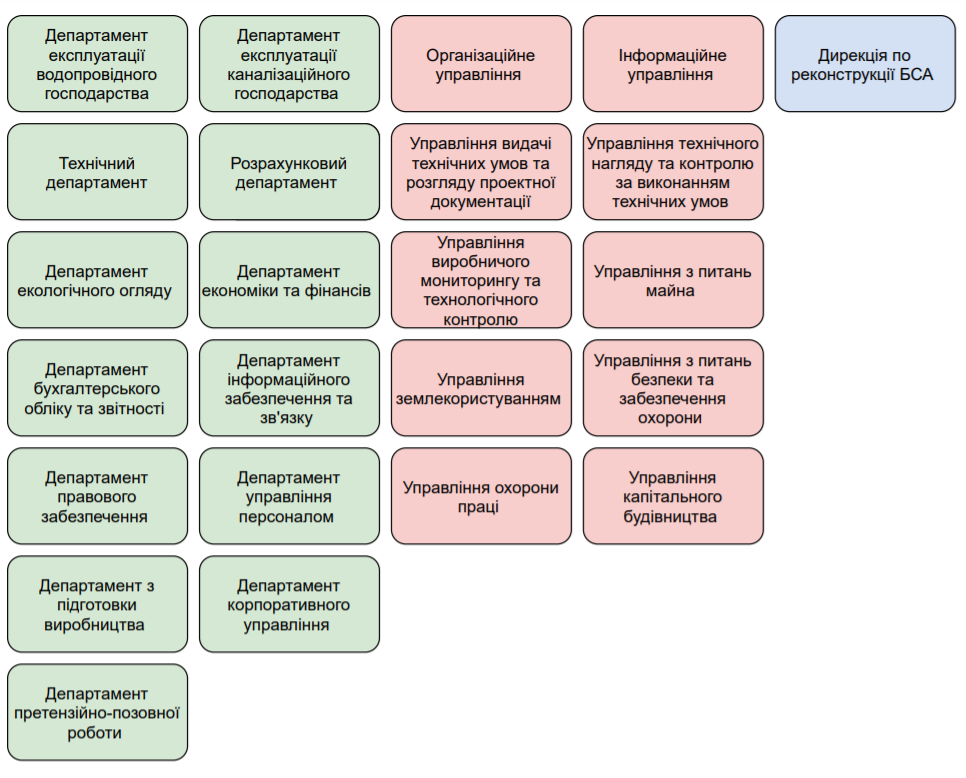 Департамент
експлуатації
водопровідного
господарства
Департамент
експлуатації
каналізаційного
господарства
Організаційне
управління
Інформаційне
управління
Дирекція по
реконструкції БСА
Технічний
департамент
Розрахунковий
департамент
Управління видачі
технічних умов та
розгляду проектної
документації
Управління технічного
нагляду та контролю
за виконанням
технічних умов
Департамент
екологічного огляду
Департамент
економіки та фінансів
Управління
виробничого
мониторингу та
технологічного
контролю
Управління з питань
майна
Департамент
бухгалтерського
обліку та звітності
Департамент
інформаційного
забезпечення та
зв'язку
Управління
землекористуванням
Управління з питань
безпеки та
забезпечення
охорони
Департамент
правового
забезпечення
Департамент
управління
персоналом
Управління охорони
праці
Управління
капітального
будівництва
Департамент з
підготовки
виробництва
Департамент
корпоративного
управління
Департамент
претензійно-позовної
роботи